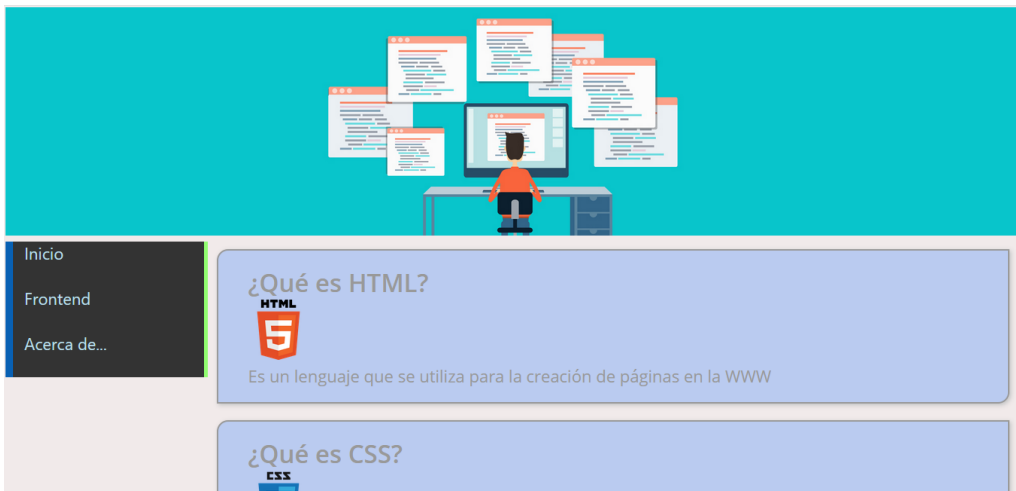 Inicio
Frontend
Acerca de...
¿Qué es HTML?
HTML
5
Es un lenguaje que se utiliza para la creación de páginas en la WWW
¿Qué es CSS?
CSS